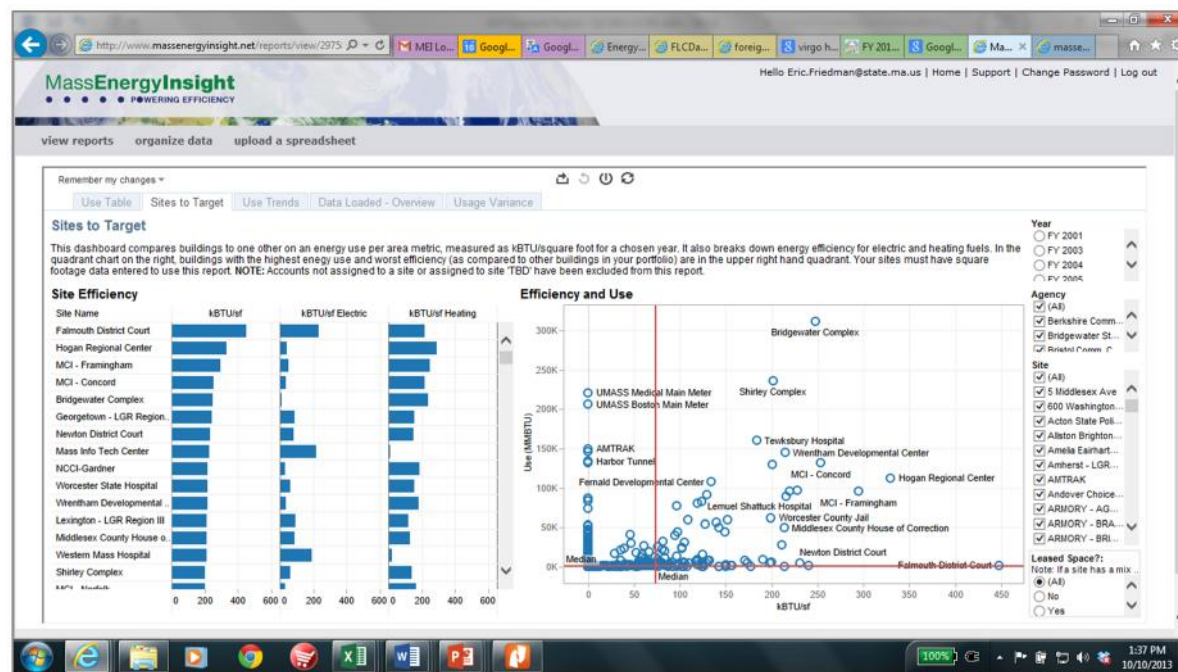 http://www.massenergyinsight.net/reports/view/2975
MEI Lo...
Googl...
Googl...
Energy...
FLCDa...
foreig...
virgo h...
FY 201...
Googl...
Ma...
masse...
MassEnergyInsight
POWERING EFFICIENCY
Hello Eric.Friedman@state.ma.us | Home | Support | Change Password | Log out
view reports organize data upload a spreadsheet
Remember my changes
Use Table Sites to Target Use Trends Data Loaded - Overview Usage Variance
Sites to Target
This dashboard compares buildings to one other on an energy use per area metric, measured as kBTU/square foot for a chosen year. It also breaks down energy efficiency for electric and heating fuels. In the
quadrant chart on the right, buildings with the highest energy use and worst efficiency (as compared to other buildings in your portfolio) are in the upper right hand quadrant. Your sites must have square
footage data entered to use this report. NOTE: Accounts not assigned to a site or assigned to site 'TBD' have been excluded from this report.
Site Efficiency
Site Name kBTU/sf kBTU/sf Electric kBTU/sf Heating
Falmouth District Court
Hogan Regional Center
MCI - Framingham
MCI - Concord
Bridgewater Complex
Georgetown - LGR Region..
Newton District Court
Mass Info Tech Center
NCCI-Gardner
Worcester State Hospital
Wrentham Developmental ..
Lexington - LGR Region III
Middlesex County House o..
Western Mass Hospital
Shirley Complex
MCI - Norfolk
0 200 400 600 0 200 400 600 0 200 400 600
Efficiency and Use
Use (MMBTU)
300K
250K
200K
150K
100K
50K
0K
Bridgewater Complex
UMASS Medical Main Meter
Shirley Complex
UMASS Boston Main Meter
Tewksbury Hospital
AMTRAK
Wrentham Developmental Center
Harbor Tunnel
MCI - Concord
Hogan Regional Center
Fernald Developmental Center
MCI - Framingham
Lemuel Shattuck Hospital
Worcester County Jail
Middlesex County House of Correction
Newton District Court
Median
Falmouth District Court
Median
0 50 100 150 200 250 300 350 400 450
kBTU/sf
Year
FY 2001
FY 2003
FY 2004
FY 2005
Agency
(All)
Berkshire Comm...
Bridgewater St...
Bristol Comm. C...
Site
(All)
5 Middlesex Ave
600 Washington...
Acton State Poli...
Allston Brighton...
Amelia Eairhart...
Amherst - LGR...
AMTRAK
Andover Choice...
ARMORY - AG...
ARMORY - BRA...
ARMORY - BRI...
Leased Space?:
Note: If a site has a mix ..
(All)
No
Yes
100%
1:37 PM
10/10/2013